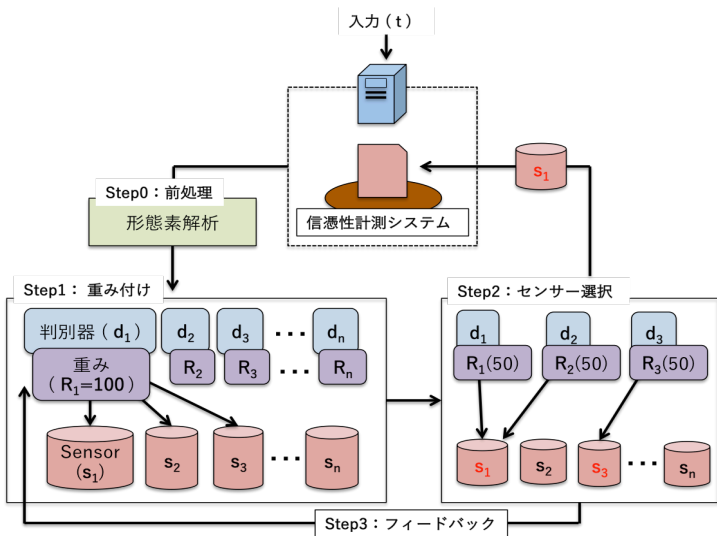 入力 ( t )
s1
Step0：前処理
形態素解析
信憑性計測システム
Step1： 重み付け
判別器 ( d1 )
d2
d3
･･･
dn
重み
( R1=100)
R2
R3
･･･
Rn
Sensor
(s1)
s2
s3
･･･
sn
Step2：センサー選択
d1
d2
d3
R1(50)
R2(50)
R3(50)
s1
s2
s3
･･･
sn
Step3：フィードバック